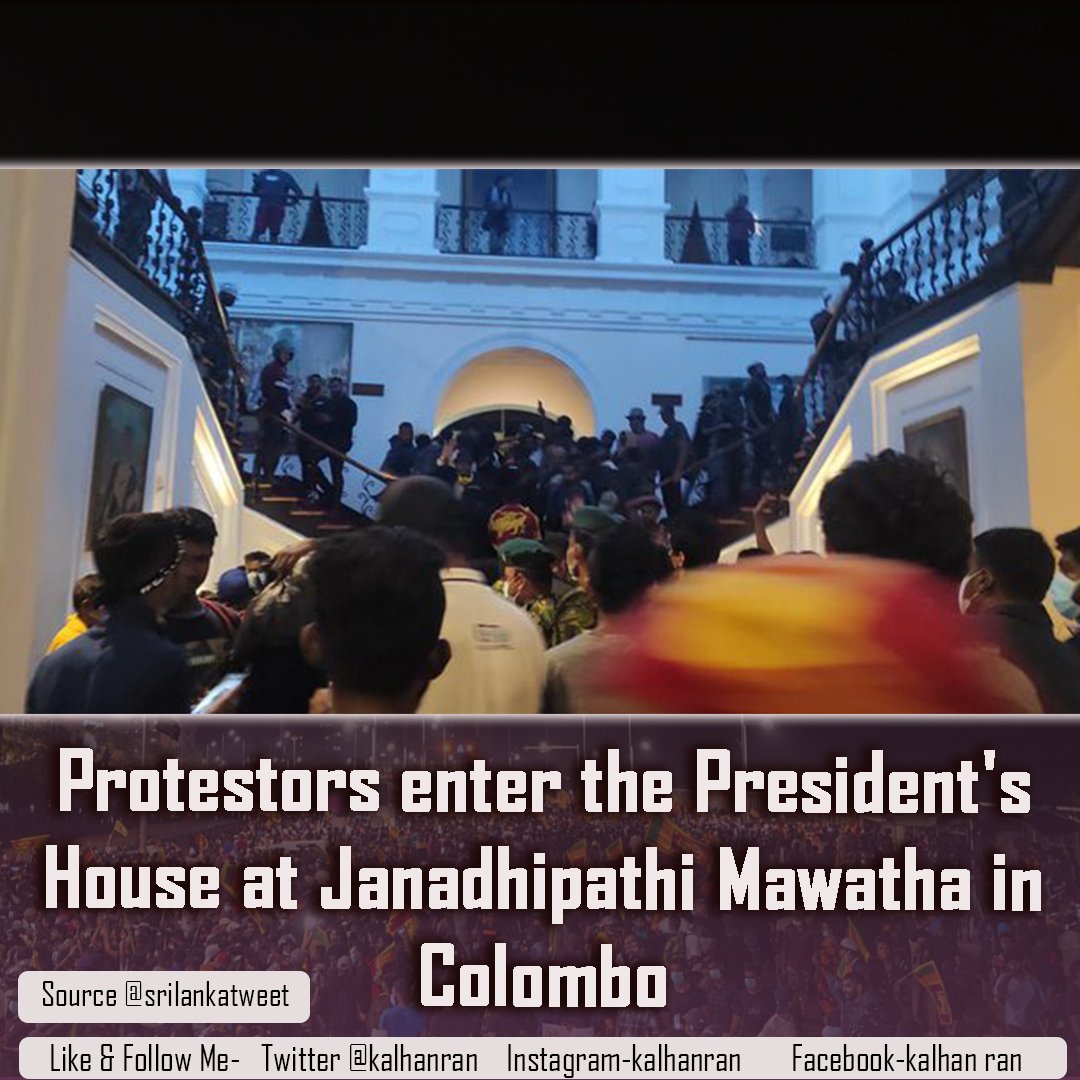 Protestors enter the President's
House at Janadhipathi Mawatha in
Colombo
Source @srilankatweet
Like & Follow Me- Twitter @kalhanran Instagram-kalhanran Facebook-kalhan ran